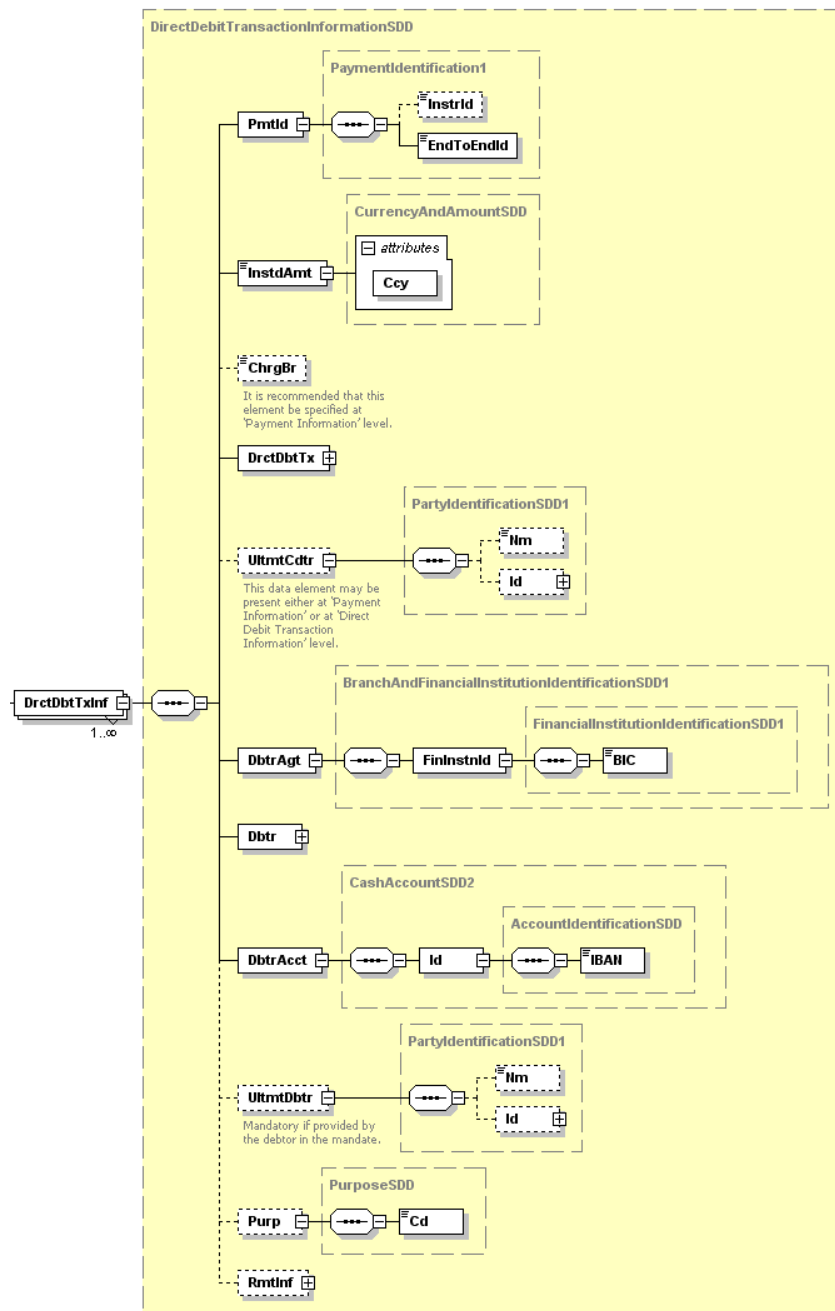 DirectDebitTransactionInformationSDD
PaymentIdentification1
PmtId
InstrId
EndToEndId
CurrencyAndAmountSDD
attributes
InstdAmt
Ccy
ChrgBr
It is recommended that this
element be specified at
'Payment Information' level.
DrctDbtTx
PartyIdentificationSDD1
Nm
UltmtCdtr
Id
This data element may be
present either at 'Payment
Information' or at 'Direct
Debit Transaction
Information' level.
BranchAndFinancialInstitutionIdentificationSDD1
DrctDbtTxInf
1..∞
FinancialInstitutionIdentificationSDD1
DbtrAgt
FinInstnId
BIC
Dbtr
CashAccountSDD2
AccountIdentificationSDD
DbtrAcct
Id
IBAN
PartyIdentificationSDD1
Nm
UltmtDbtr
Id
Mandatory if provided by
the debtor in the mandate.
PurposeSDD
Purp
Cd
RmtInf